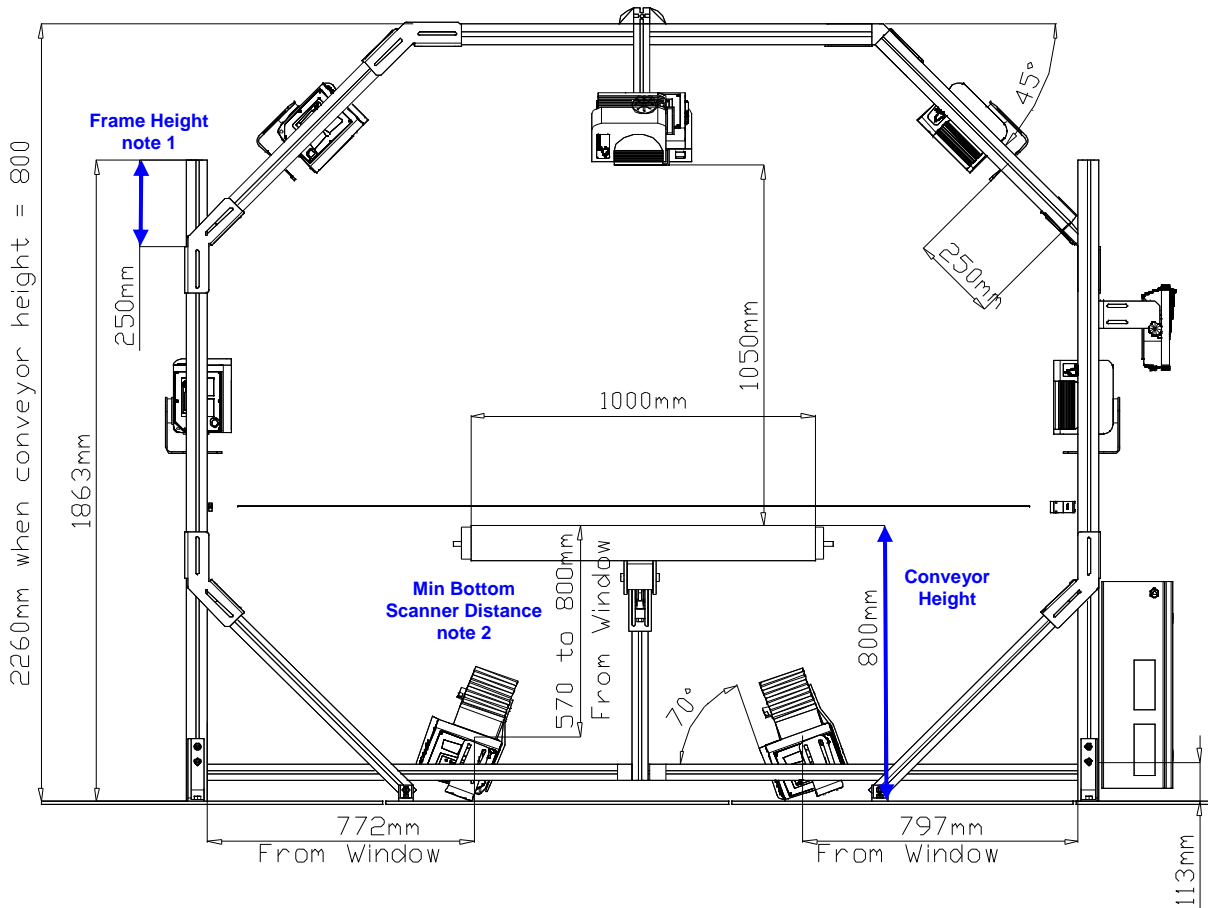 2260mm when conveyor height = 800
Frame Height
note 1
45°
250mm
1863mm
250mm
1050mm
1000mm
Min Bottom
Scanner Distance
note 2
570 to 800mm
From Window
Conveyor
Height
800mm
70°
772mm
From Window
797mm
From Window
113mm